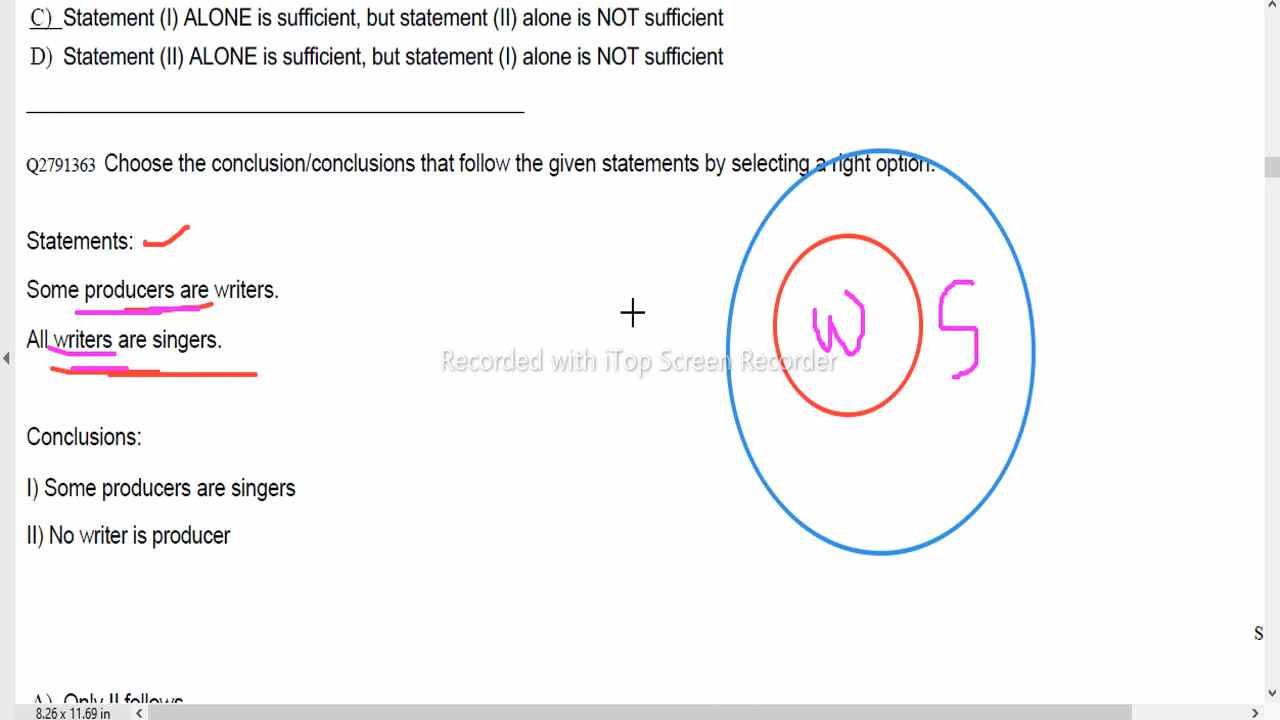 C) Statement (I) ALONE is sufficient, but statement (II) alone is NOT sufficient
D) Statement (II) ALONE is sufficient, but statement (I) alone is NOT sufficient
Q2791363 Choose the conclusion/conclusions that follow the given statements by selecting a right option.
Statements:
Some producers are writers.
All writers are singers.
W S
Recorded with iTop Screen Recorder
Conclusions:
I) Some producers are singers
II) No writer is producer
S
A) Only II follows
8.26 x 11.69 in